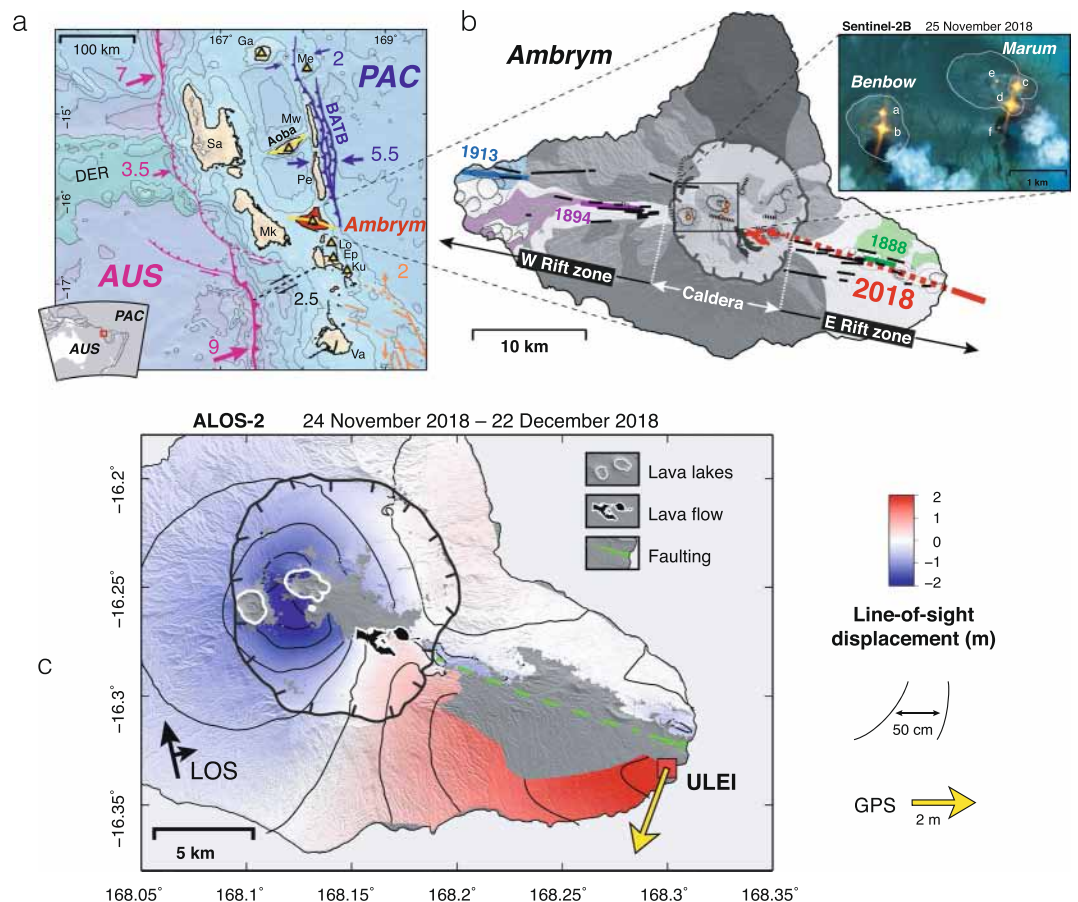 a
100 km
167°
169°
Ga
Me
2
PAC
7
BATB
−15
Mw
Aoba
Sa
5.5
DER
3.5
Pe
−16
Mk
Ambrym
Lo
Ep
Ku
AUS
2
−17
2.5
PAC
AUS
9
Va
b
Ambrym
Sentinel-2B 25 November 2018
Marum
Benbow
e
c
a
d
b
f
1 km
1913
1894
1888
W Rift zone
2018
Caldera
E Rift zone
10 km
c
ALOS-2 24 November 2018 – 22 December 2018
Lava lakes
Lava flow
Faulting
−16.2
−16.25
−16.3
−16.35
LOS
5 km
ULEI
168.05°
168.1°
168.15°
168.2°
168.25°
168.3°
168.35°
2
1
0
−1
−2
Line-of-sight
displacement (m)
50 cm
GPS
2 m